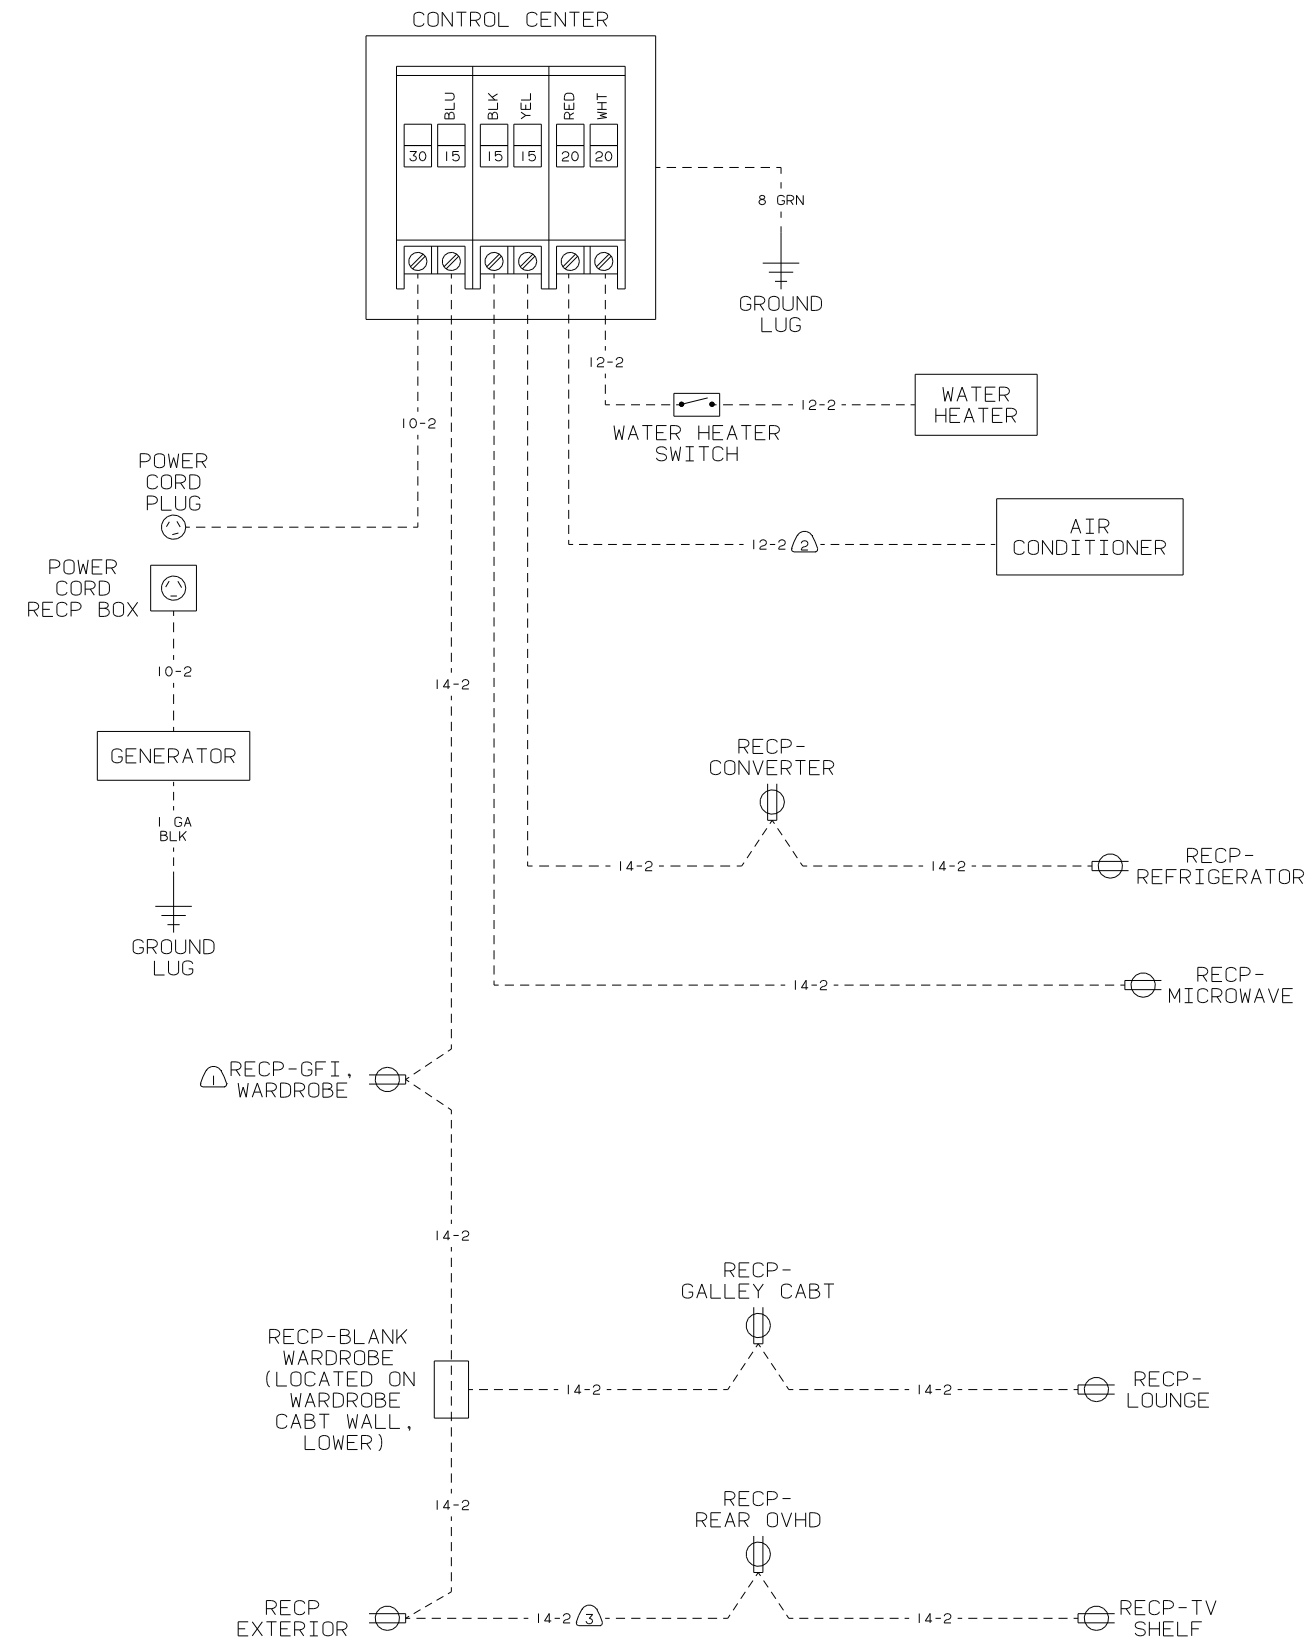 CONTROL CENTER
BLU
BLK
YEL
RED
WHT
30
15
15
15
20
20
8 GRN
GROUND
LUG
12-2
WATER HEATER
SWITCH
12-2
WATER
HEATER
10-2
POWER
CORD
PLUG
12-2
2
AIR
CONDITIONER
POWER
CORD
RECP BOX
10-2
14-2
GENERATOR
1 GA
BLK
GROUND
LUG
RECP-
CONVERTER
14-2
14-2
RECP-
REFRIGERATOR
14-2
RECP-
MICROWAVE
1
RECP-GFI,
WARDROBE
14-2
RECP-
GALLEY CABT
RECP-BLANK
WARDROBE
(LOCATED ON
WARDROBE
CABT WALL,
LOWER)
14-2
14-2
RECP-
LOUNGE
14-2
RECP-
REAR OVHD
RECP
EXTERIOR
14-2
3
14-2
RECP-TV
SHELF